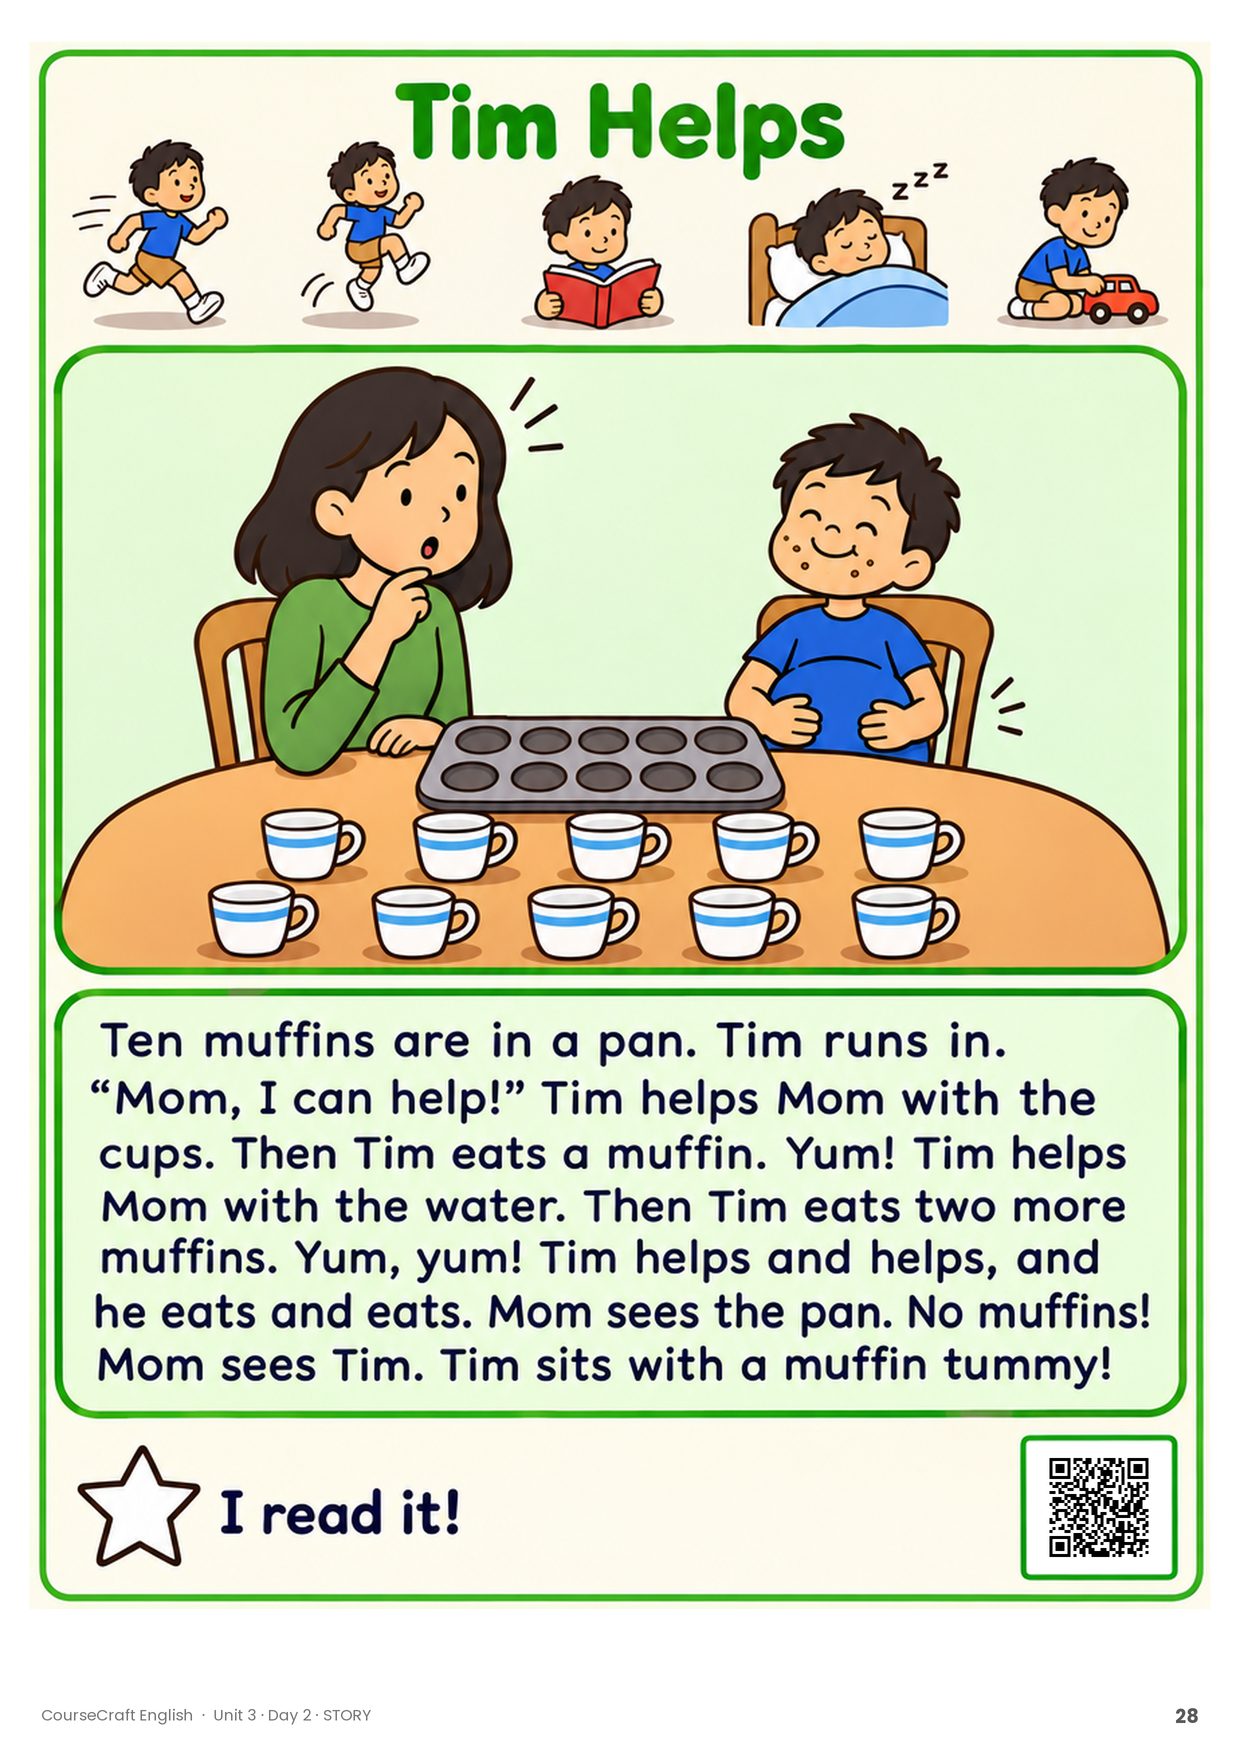 Tim Helps
z z z
Ten muffins are in a pan. Tim runs in.
“Mom, I can help!” Tim helps Mom with the
cups. Then Tim eats a muffin. Yum! Tim helps
Mom with the water. Then Tim eats two more
muffins. Yum, yum! Tim helps and helps, and
he eats and eats. Mom sees the pan. No muffins!
Mom sees Tim. Tim sits with a muffin tummy!
I read it!
CourseCraft English · Unit 3 · Day 2 · STORY
28